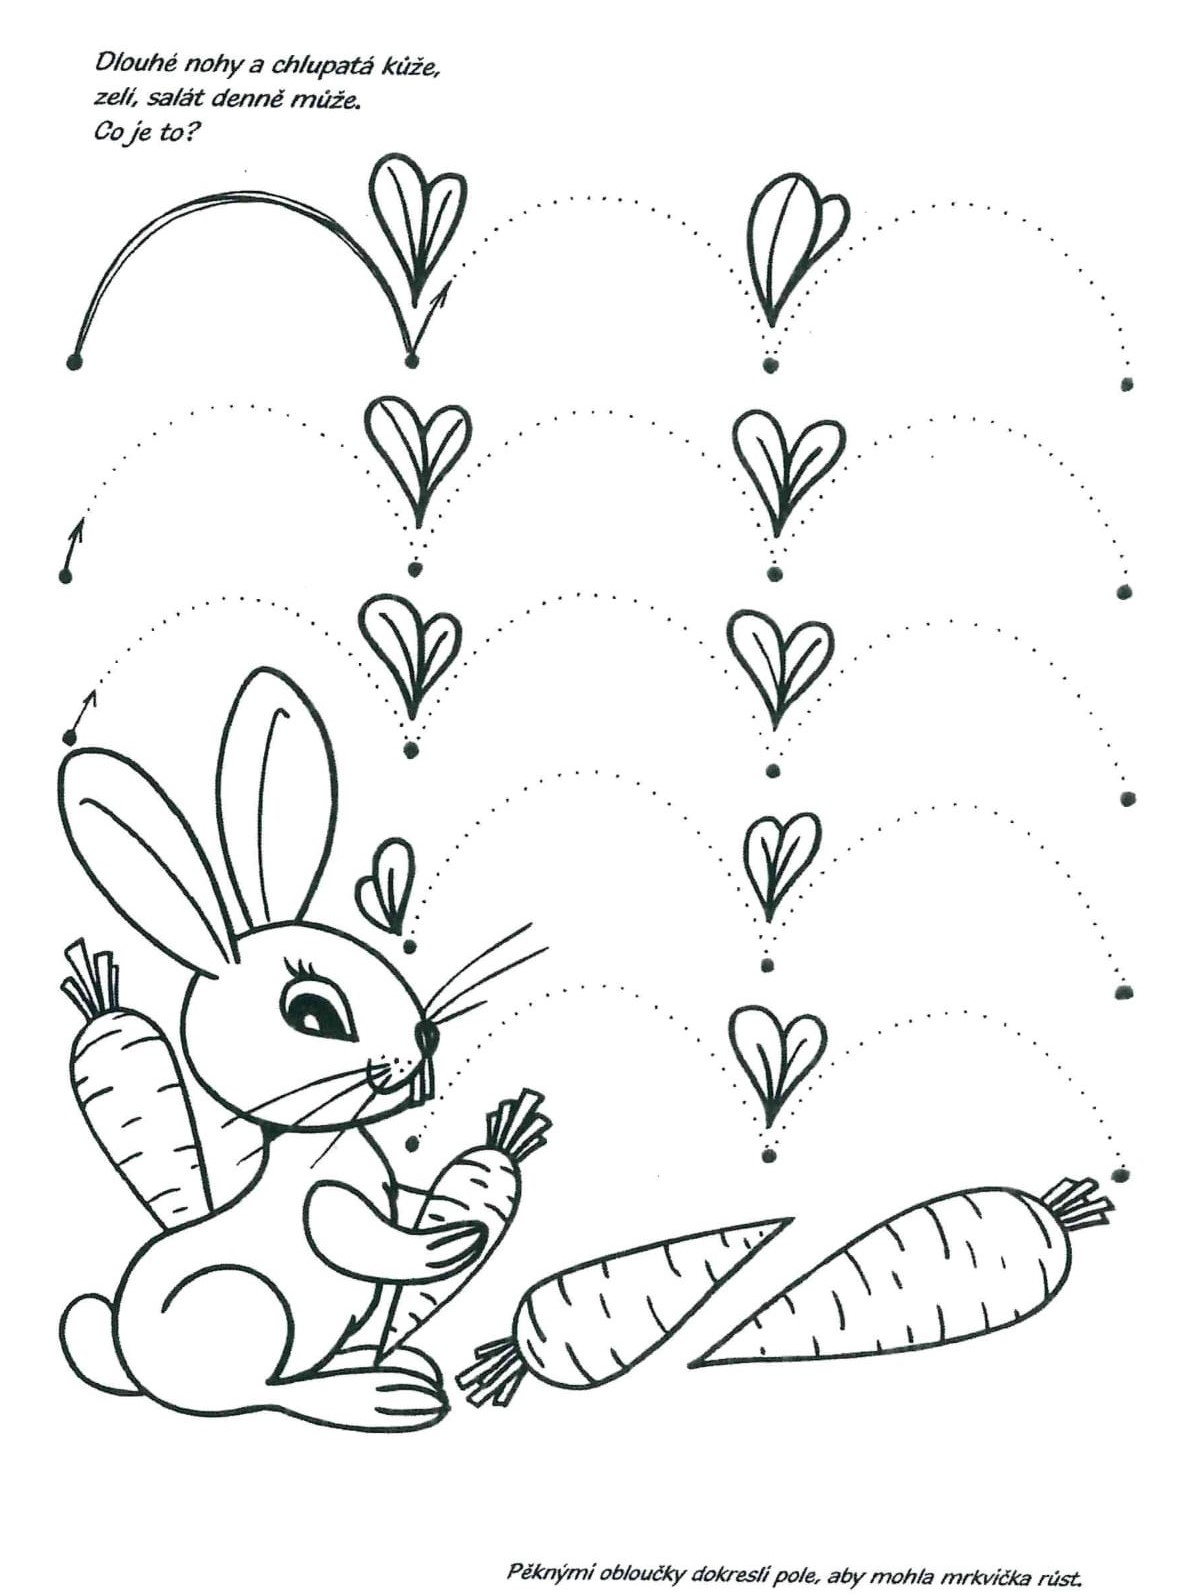 Dlouhé nohy a chlupatá kůže,
zelí, salát denně může.
Co je to?
Pěknými obloučky dokresli pole, aby mohla mrkvička růst.